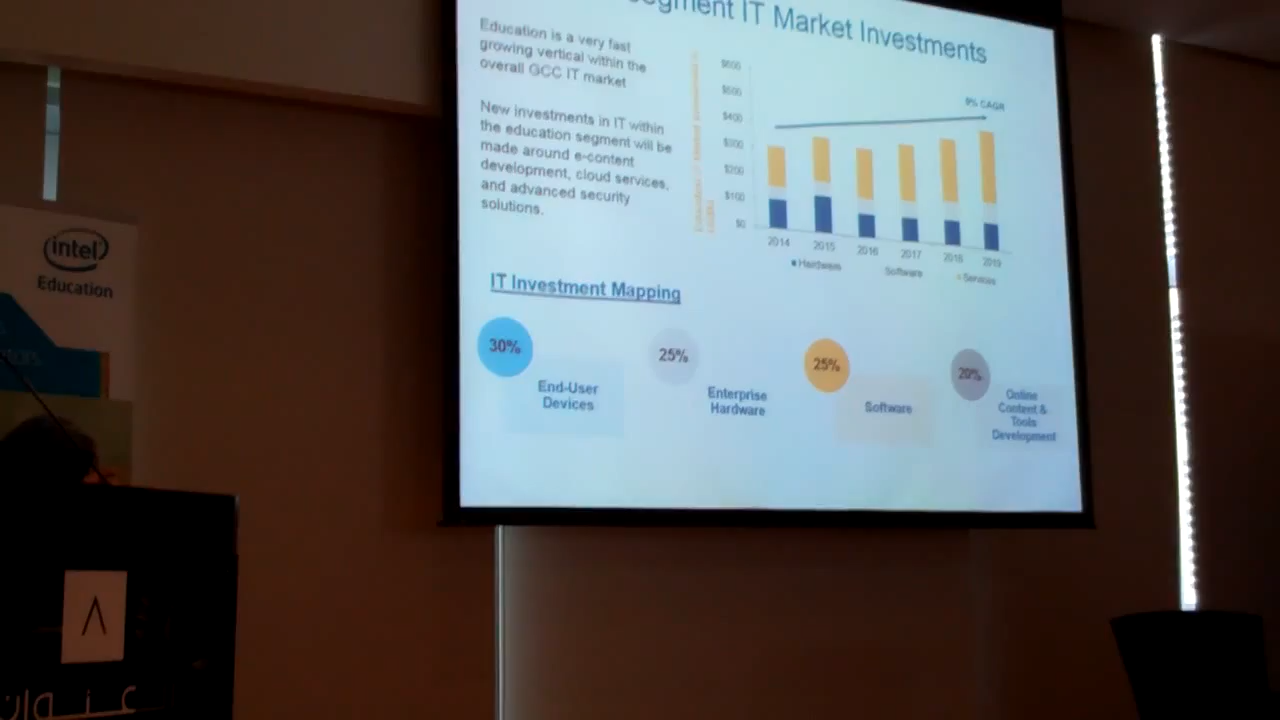 IT Market Investments
Education is a very fast
growing vertical within the
overall GCC IT market
New investments in IT within
the education segment will be
made around e-content
development, cloud services,
and advanced security
solutions.
$600
$500
$400
$300
$200
$100
$0
9% CAGR
2014 2015 2016 2017 2018 2019
Hardware Software Services
IT Investment Mapping
30%
End-User
Devices
25%
Enterprise
Hardware
25%
Software
20%
Online
Content &
Tools
Development
intel
Education
عنوان